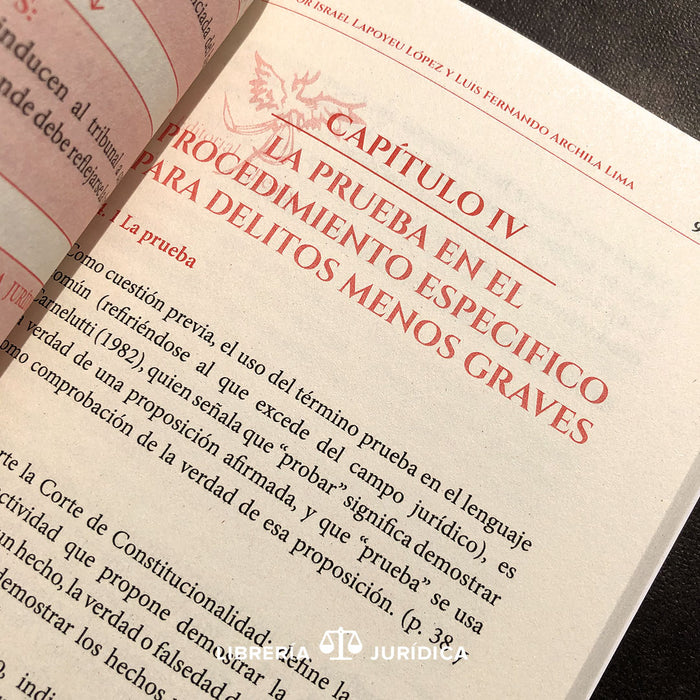 S:
inducen al tribunal a
nde debe reflejarse
ISRAEL LAPOYEU LÓPEZ Y LUIS FERNANDO ARCHILA LIMA
CAPÍTULO IV
LA PRUEBA EN EL
PROCEDIMIENTO ESPECIFICO
PARA DELITOS MENOS GRAVES
1 La prueba
Como cuestión previa, el uso del término prueba en el lenguaje
común (refiriéndose al que excede del campo jurídico), es
Carnelutti (1982), quien señala que "probar" significa demostrar
verdad de una proposición afirmada, y que "prueba" se usa
como comprobación de la verdad de esa proposición. (p. 38)
la Corte de Constitucionalidad: define la
actividad que propone demostrar la
un hecho, la verdad o falsedad de
demostrar los hechos
LIBRERÍA JURÍDICA